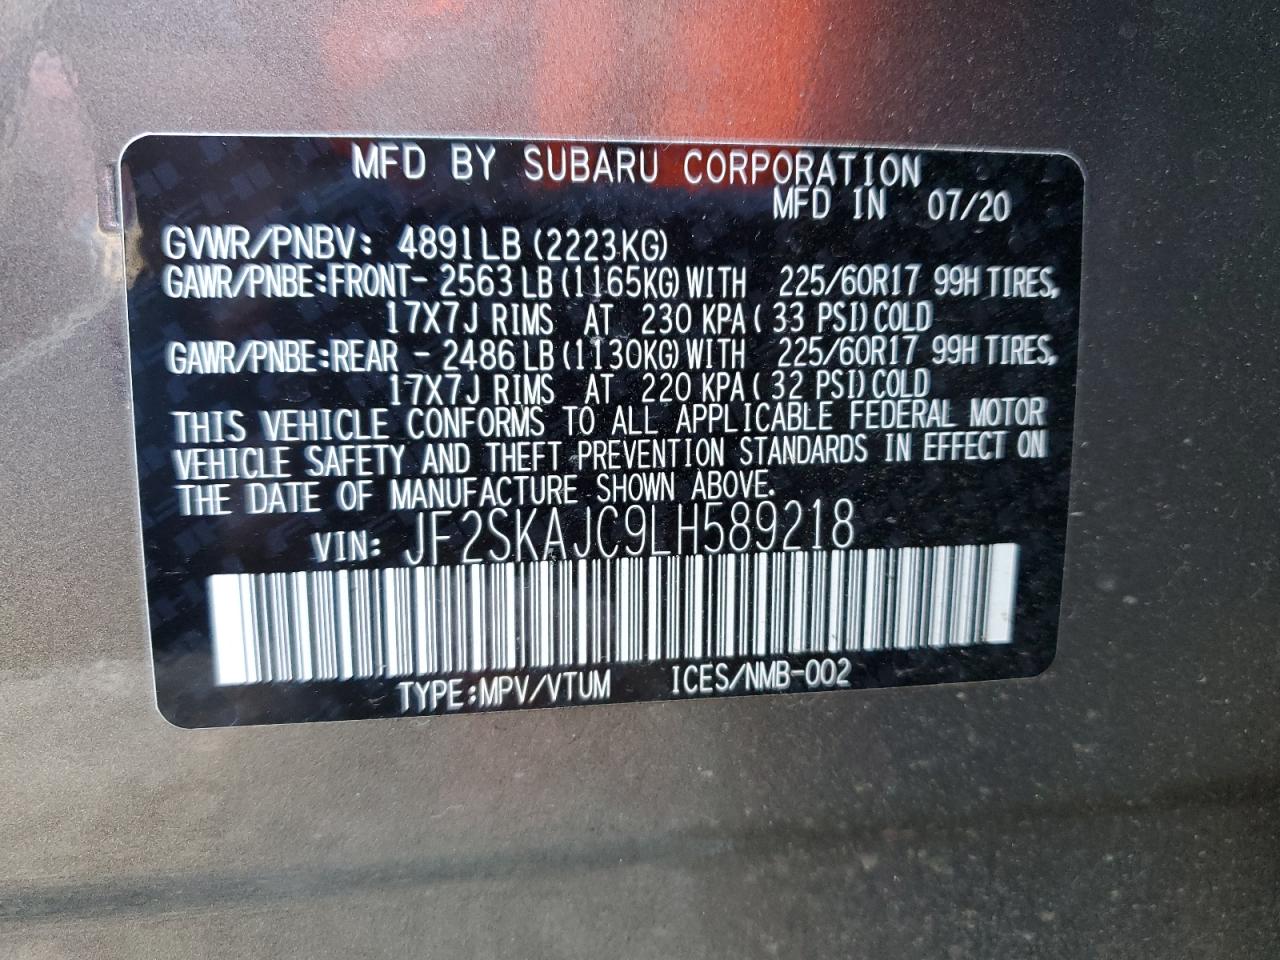 MFD BY SUBARU CORPORATION
MFD IN 07/20
GVWR/PNBV: 4891LB (2223KG)
GAWR/PNBE:FRONT- 2563LB(1165KG)WITH 225/60R17 99H TIRES,
17X7J RIMS AT 230 KPA( 33 PSI)COLD
GAWR/PNBE:REAR - 2486LB(1130KG)WITH 225/60R17 99H TIRES,
17X7J RIMS AT 220 KPA( 32 PSI)COLD
THIS VEHICLE CONFORMS TO ALL APPLICABLE FEDERAL MOTOR
VEHICLE SAFETY AND THEFT PREVENTION STANDARDS IN EFFECT ON
THE DATE OF MANUFACTURE SHOWN ABOVE.
VIN: JF2SKAJC9LH589218
TYPE:MPV/VTUM ICES/NMB-002